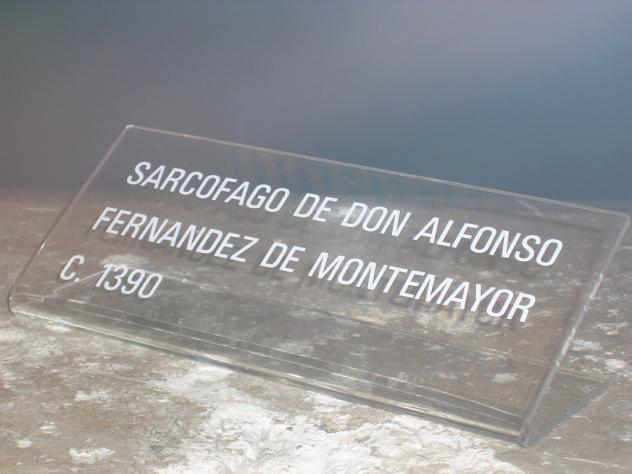 SARCOFAGO DE DON ALFONSO
FERNANDEZ DE MONTEMAYOR
C. 1390